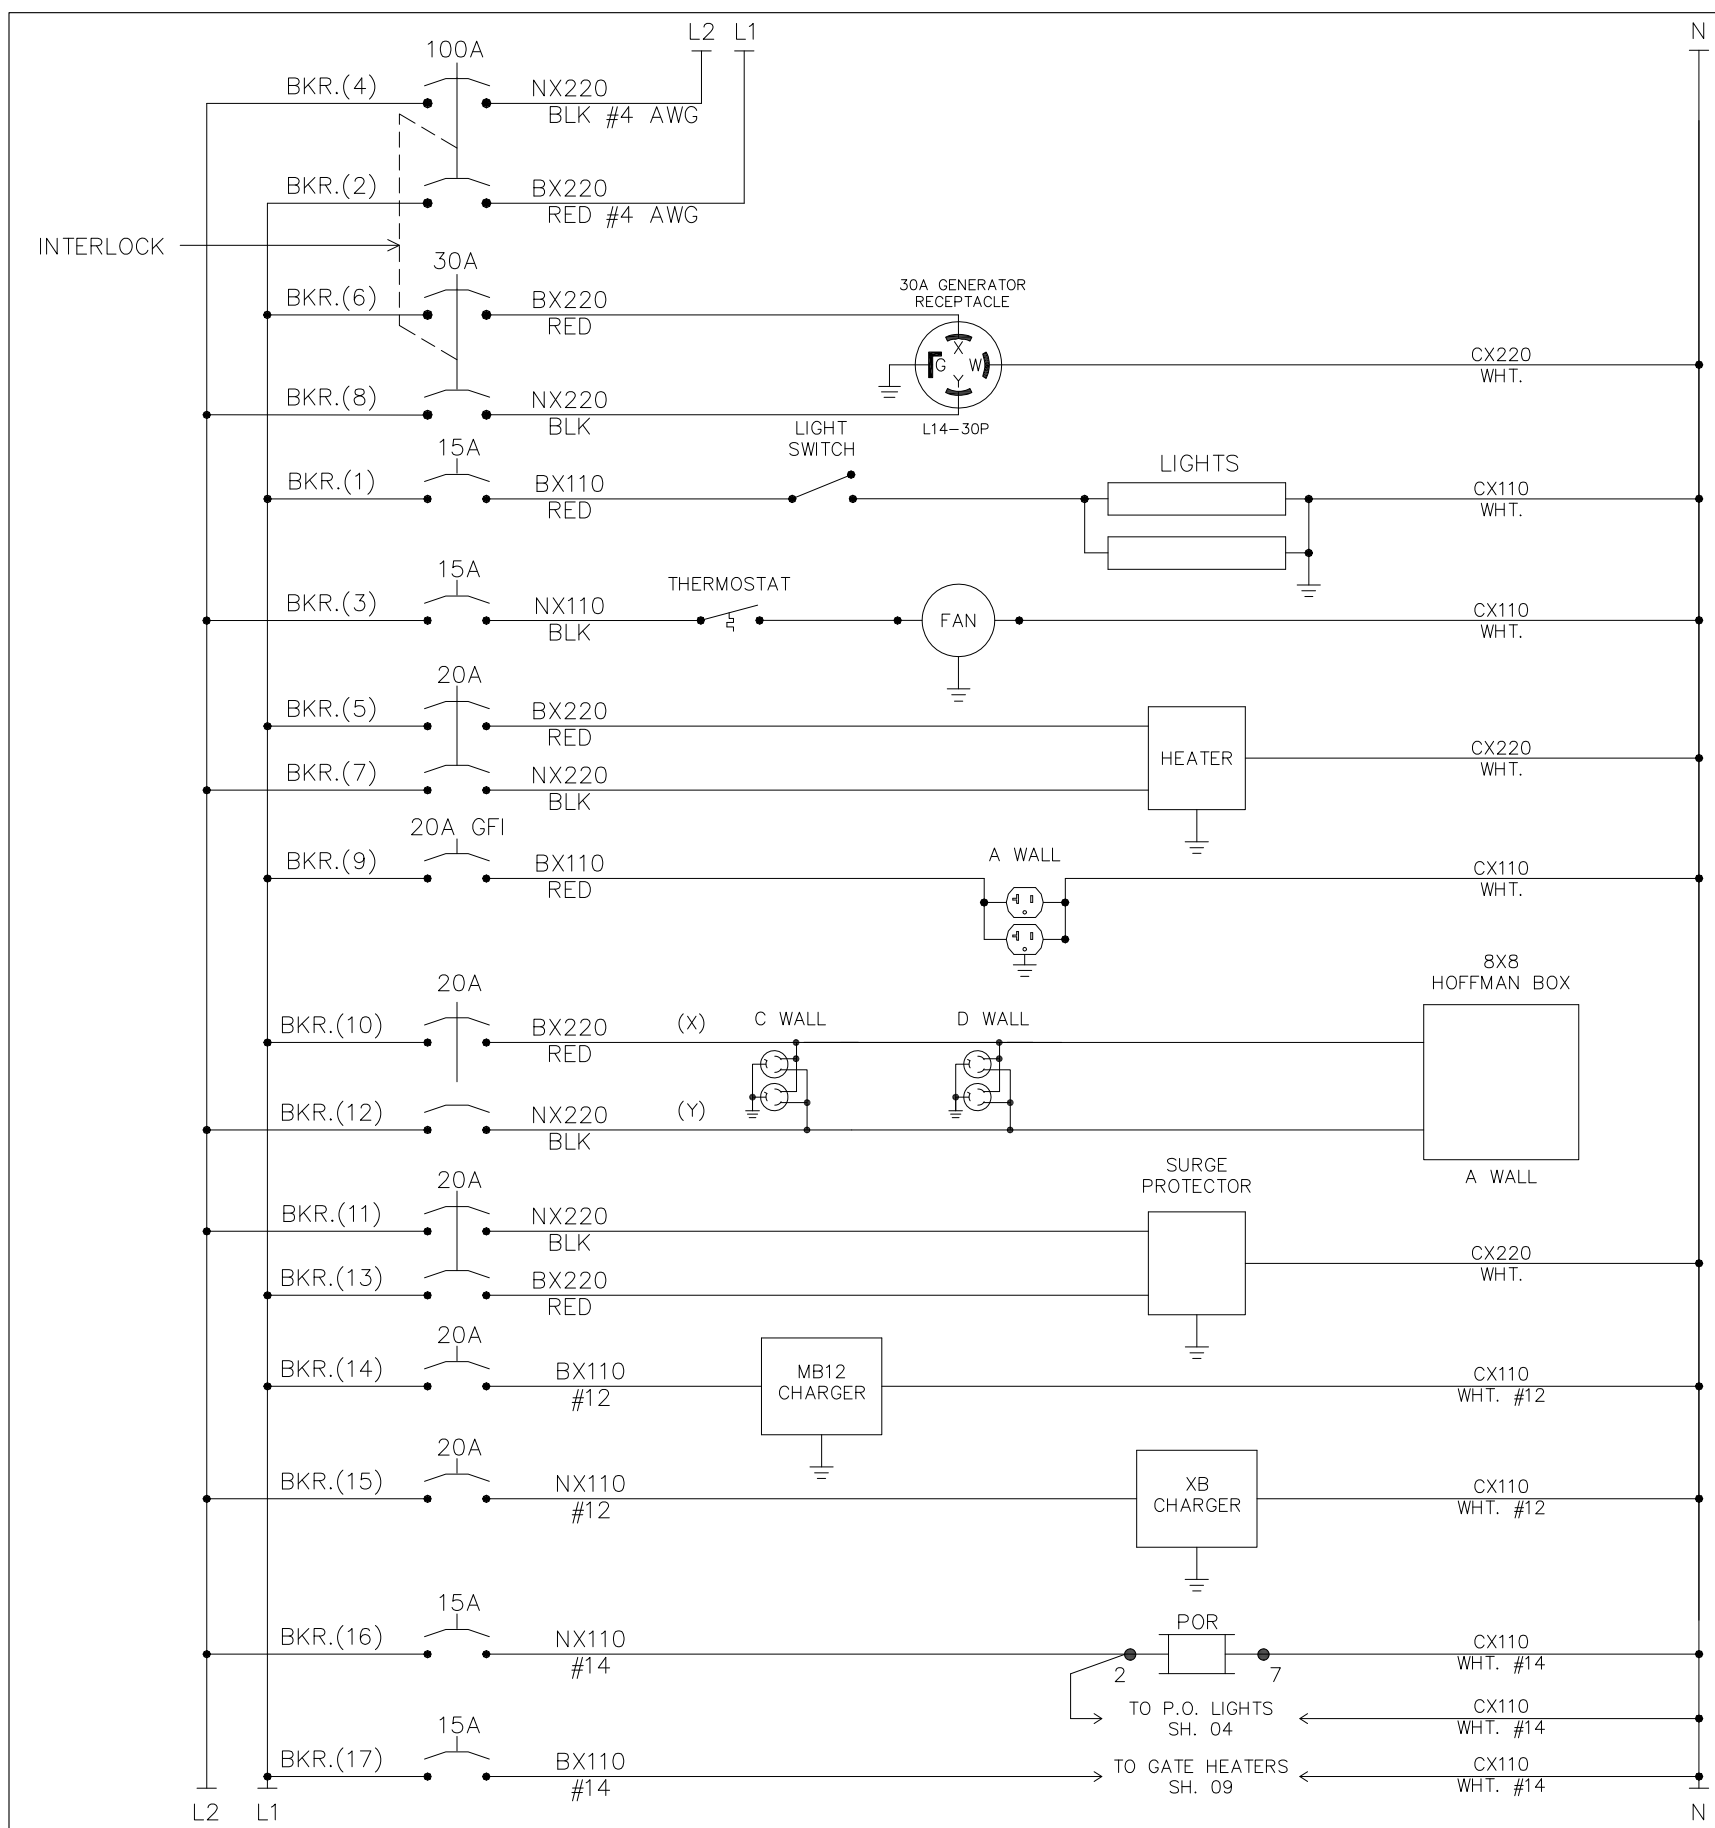 L2 L1 N
100A
BKR.(4) NX220
BLK #4 AWG
BKR.(2) BX220
RED #4 AWG
INTERLOCK
30A
30A GENERATOR
RECEPTACLE
BKR.(6) BX220
RED
X
G W
Y
CX220
WHT.
BKR.(8) NX220
BLK
L14-30P
LIGHT
SWITCH
15A
LIGHTS
BKR.(1) BX110 CX110
RED WHT.
15A
THERMOSTAT
BKR.(3) NX110 FAN CX110
BLK WHT.
20A
BKR.(5) BX220
RED
HEATER
CX220
WHT.
BKR.(7) NX220
BLK
20A GFI
A WALL
BKR.(9) BX110 CX110
RED WHT.
8X8
HOFFMAN BOX
20A
BKR.(10) BX220 (X) C WALL D WALL
RED
BKR.(12) NX220 (Y)
BLK
A WALL
SURGE
PROTECTOR
20A
BKR.(11) NX220
BLK
CX220
WHT.
BKR.(13) BX220
RED
20A
BKR.(14) BX110 CX110
#12 WHT. #12
MB12
CHARGER
20A
BKR.(15) NX110 CX110
#12 WHT. #12
XB
CHARGER
15A
POR
BKR.(16) NX110 CX110
#14 WHT. #14
2 7
TO P.O. LIGHTS CX110
SH. 04 WHT. #14
15A
BKR.(17) BX110 TO GATE HEATERS CX110
#14 SH. 09 WHT. #14
L2 L1 N